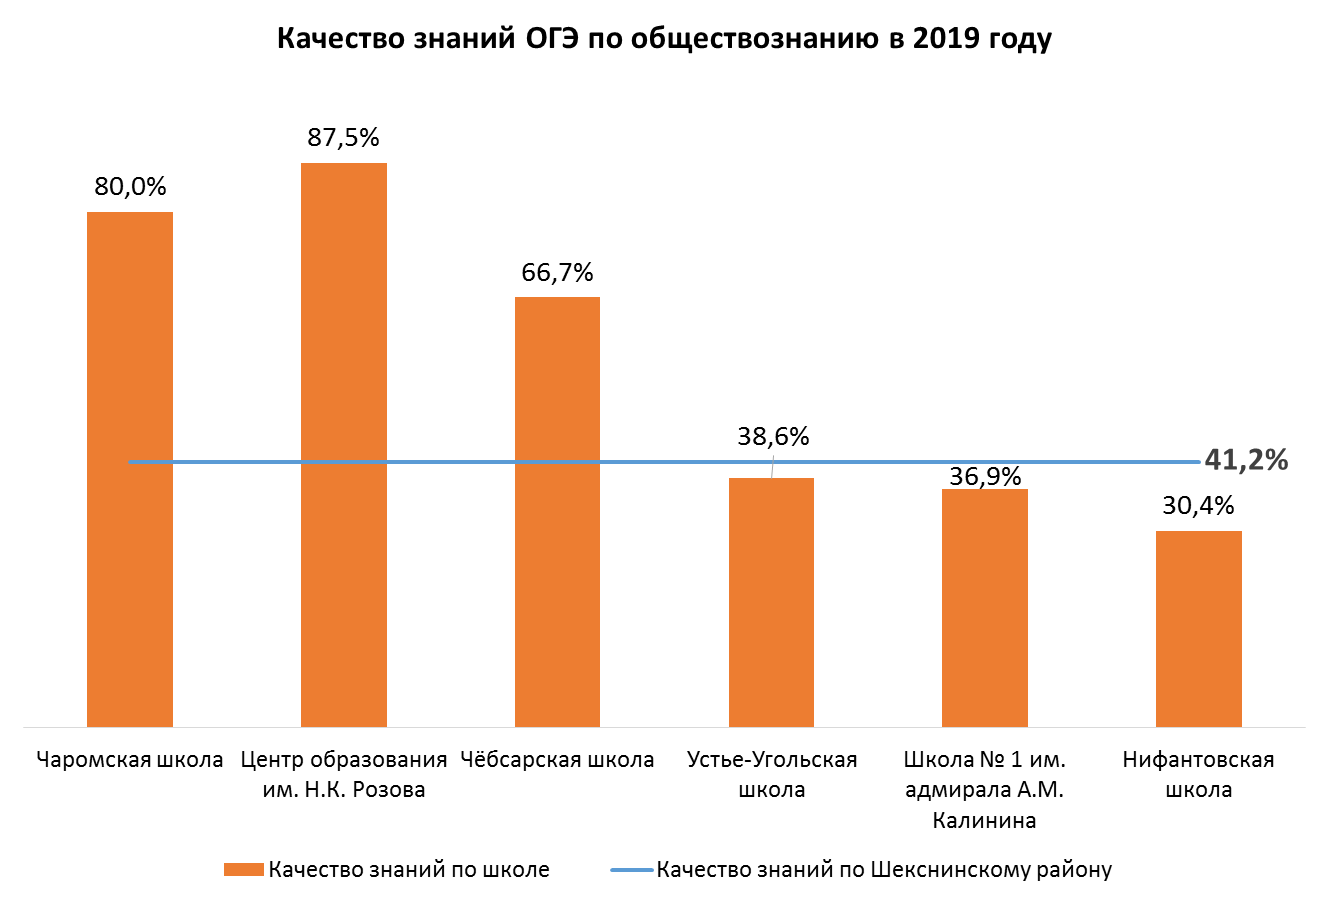 Качество знаний ОГЭ по обществознанию в 2019 году
87,5%
80,0%
66,7%
38,6%
41,2%
36,9%
30,4%
Чаромская школа
Центр образования
им. Н.К. Розова
Чёбсарская школа
Устье-Угольская
школа
Школа № 1 им.
адмирала А.М.
Калинина
Нифантовская
школа
Качество знаний по школе
Качество знаний по Шекснинскому району